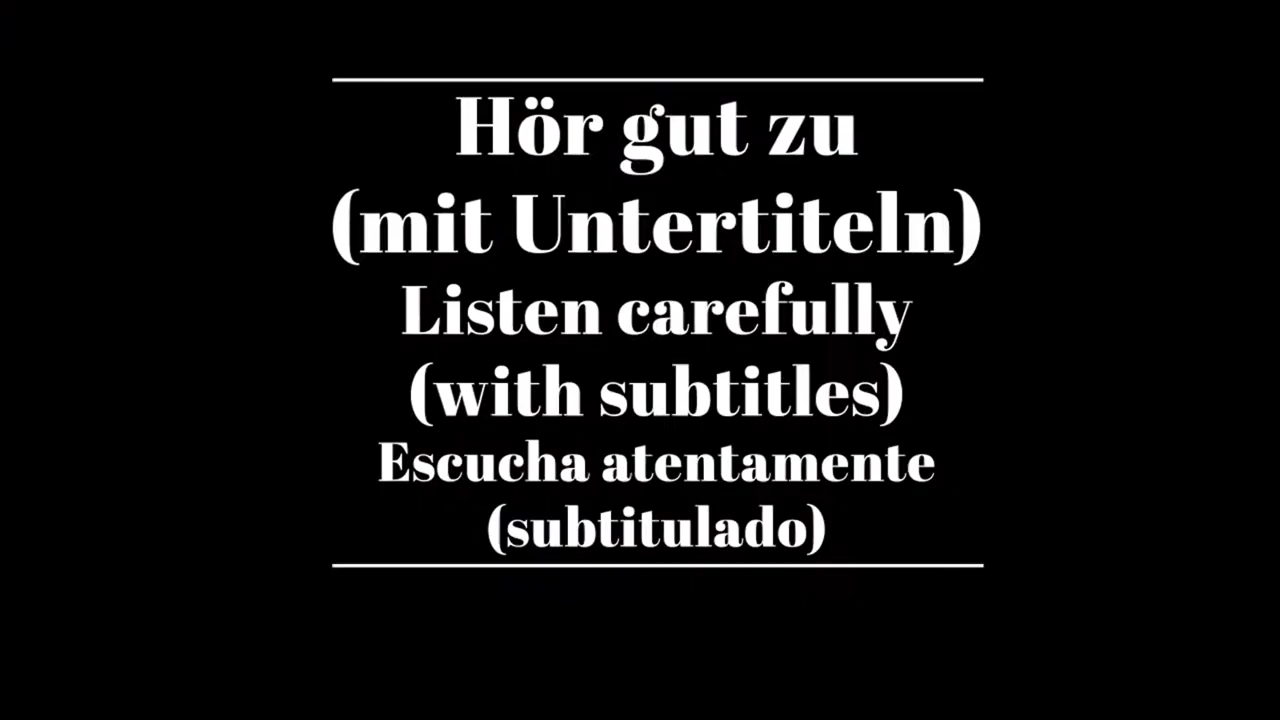 Hör gut zu
(mit Untertiteln)
Listen carefully
(with subtitles)
Escucha atentamente
(subtitulado)